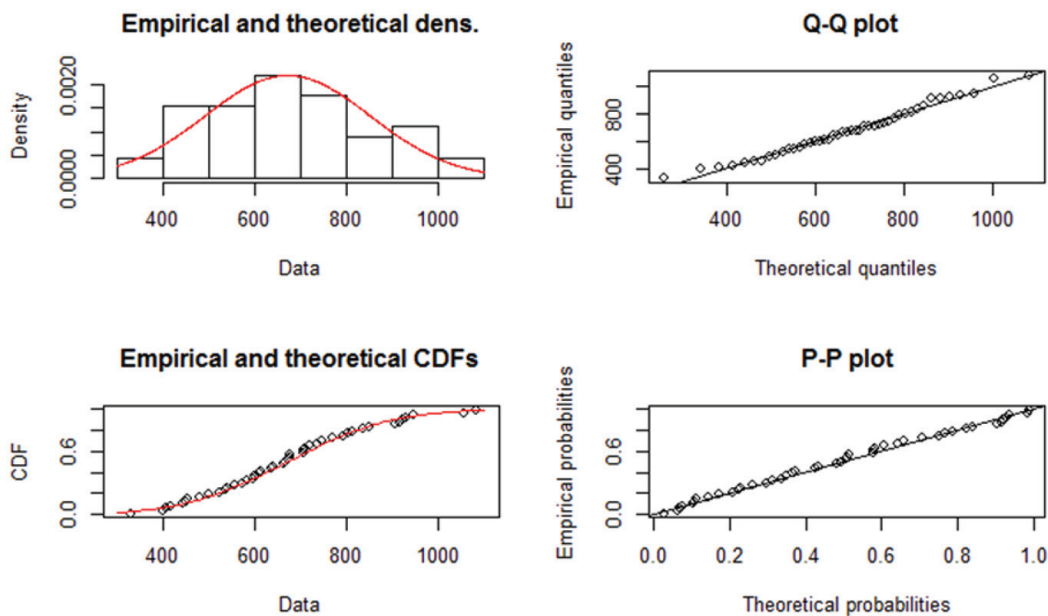 Empirical and theoretical dens.
Density
0.0000 0.0020
400 600 800 1000
Data
Q-Q plot
Empirical quantiles
400 800
400 600 800 1000
Theoretical quantiles
Empirical and theoretical CDFs
CDF
0.0 0.6
400 600 800 1000
Data
P-P plot
Empirical probabilities
0.0 0.6
0.0 0.2 0.4 0.6 0.8 1.0
Theoretical probabilities